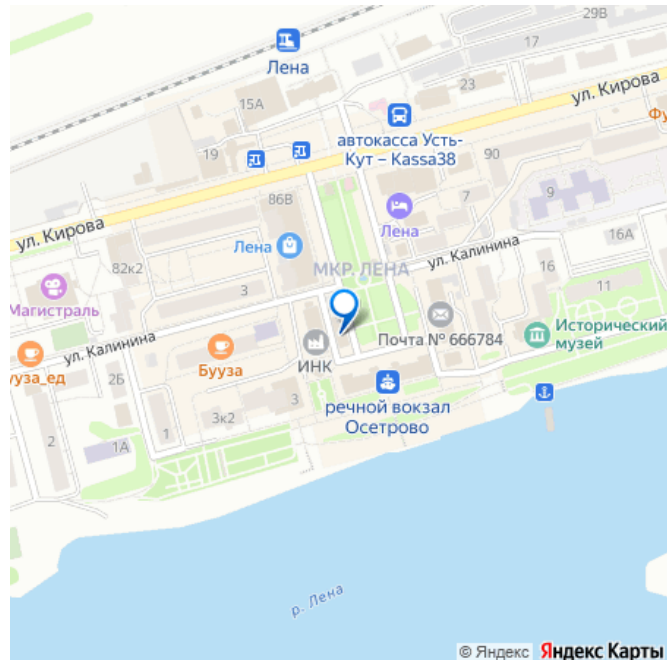 29В
17
Лена
23
15А
ул. Кирова
автокасса Усть-
Кут – Kassa38
Фу
19
90
86В
7
9
Лена
ул. Кирова
Лена
16А
МКР. ЛЕНА
ул. Калинина
82к2
16
Магистраль
3
11
Почта № 666784
Исторический
музей
ул. Калинина
ИНК
Бууза
ууза_ед
2Б
речной вокзал
Осетрово
3
3к2
1
2
1А
р. Лена
© Яндекс Яндекс Карты